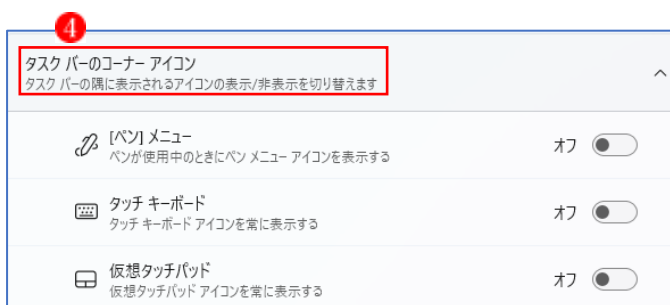 4
タスク バーのコーナー アイコン
タスク バーの隅に表示されるアイコンの表示/非表示を切り替えます
[ペン] メニュー
オフ
ペンが使用中のときにペン メニュー アイコンを表示する
タッチ キーボード
オフ
タッチ キーボード アイコンを常に表示する
仮想タッチパッド
オフ
仮想タッチパッド アイコンを常に表示する